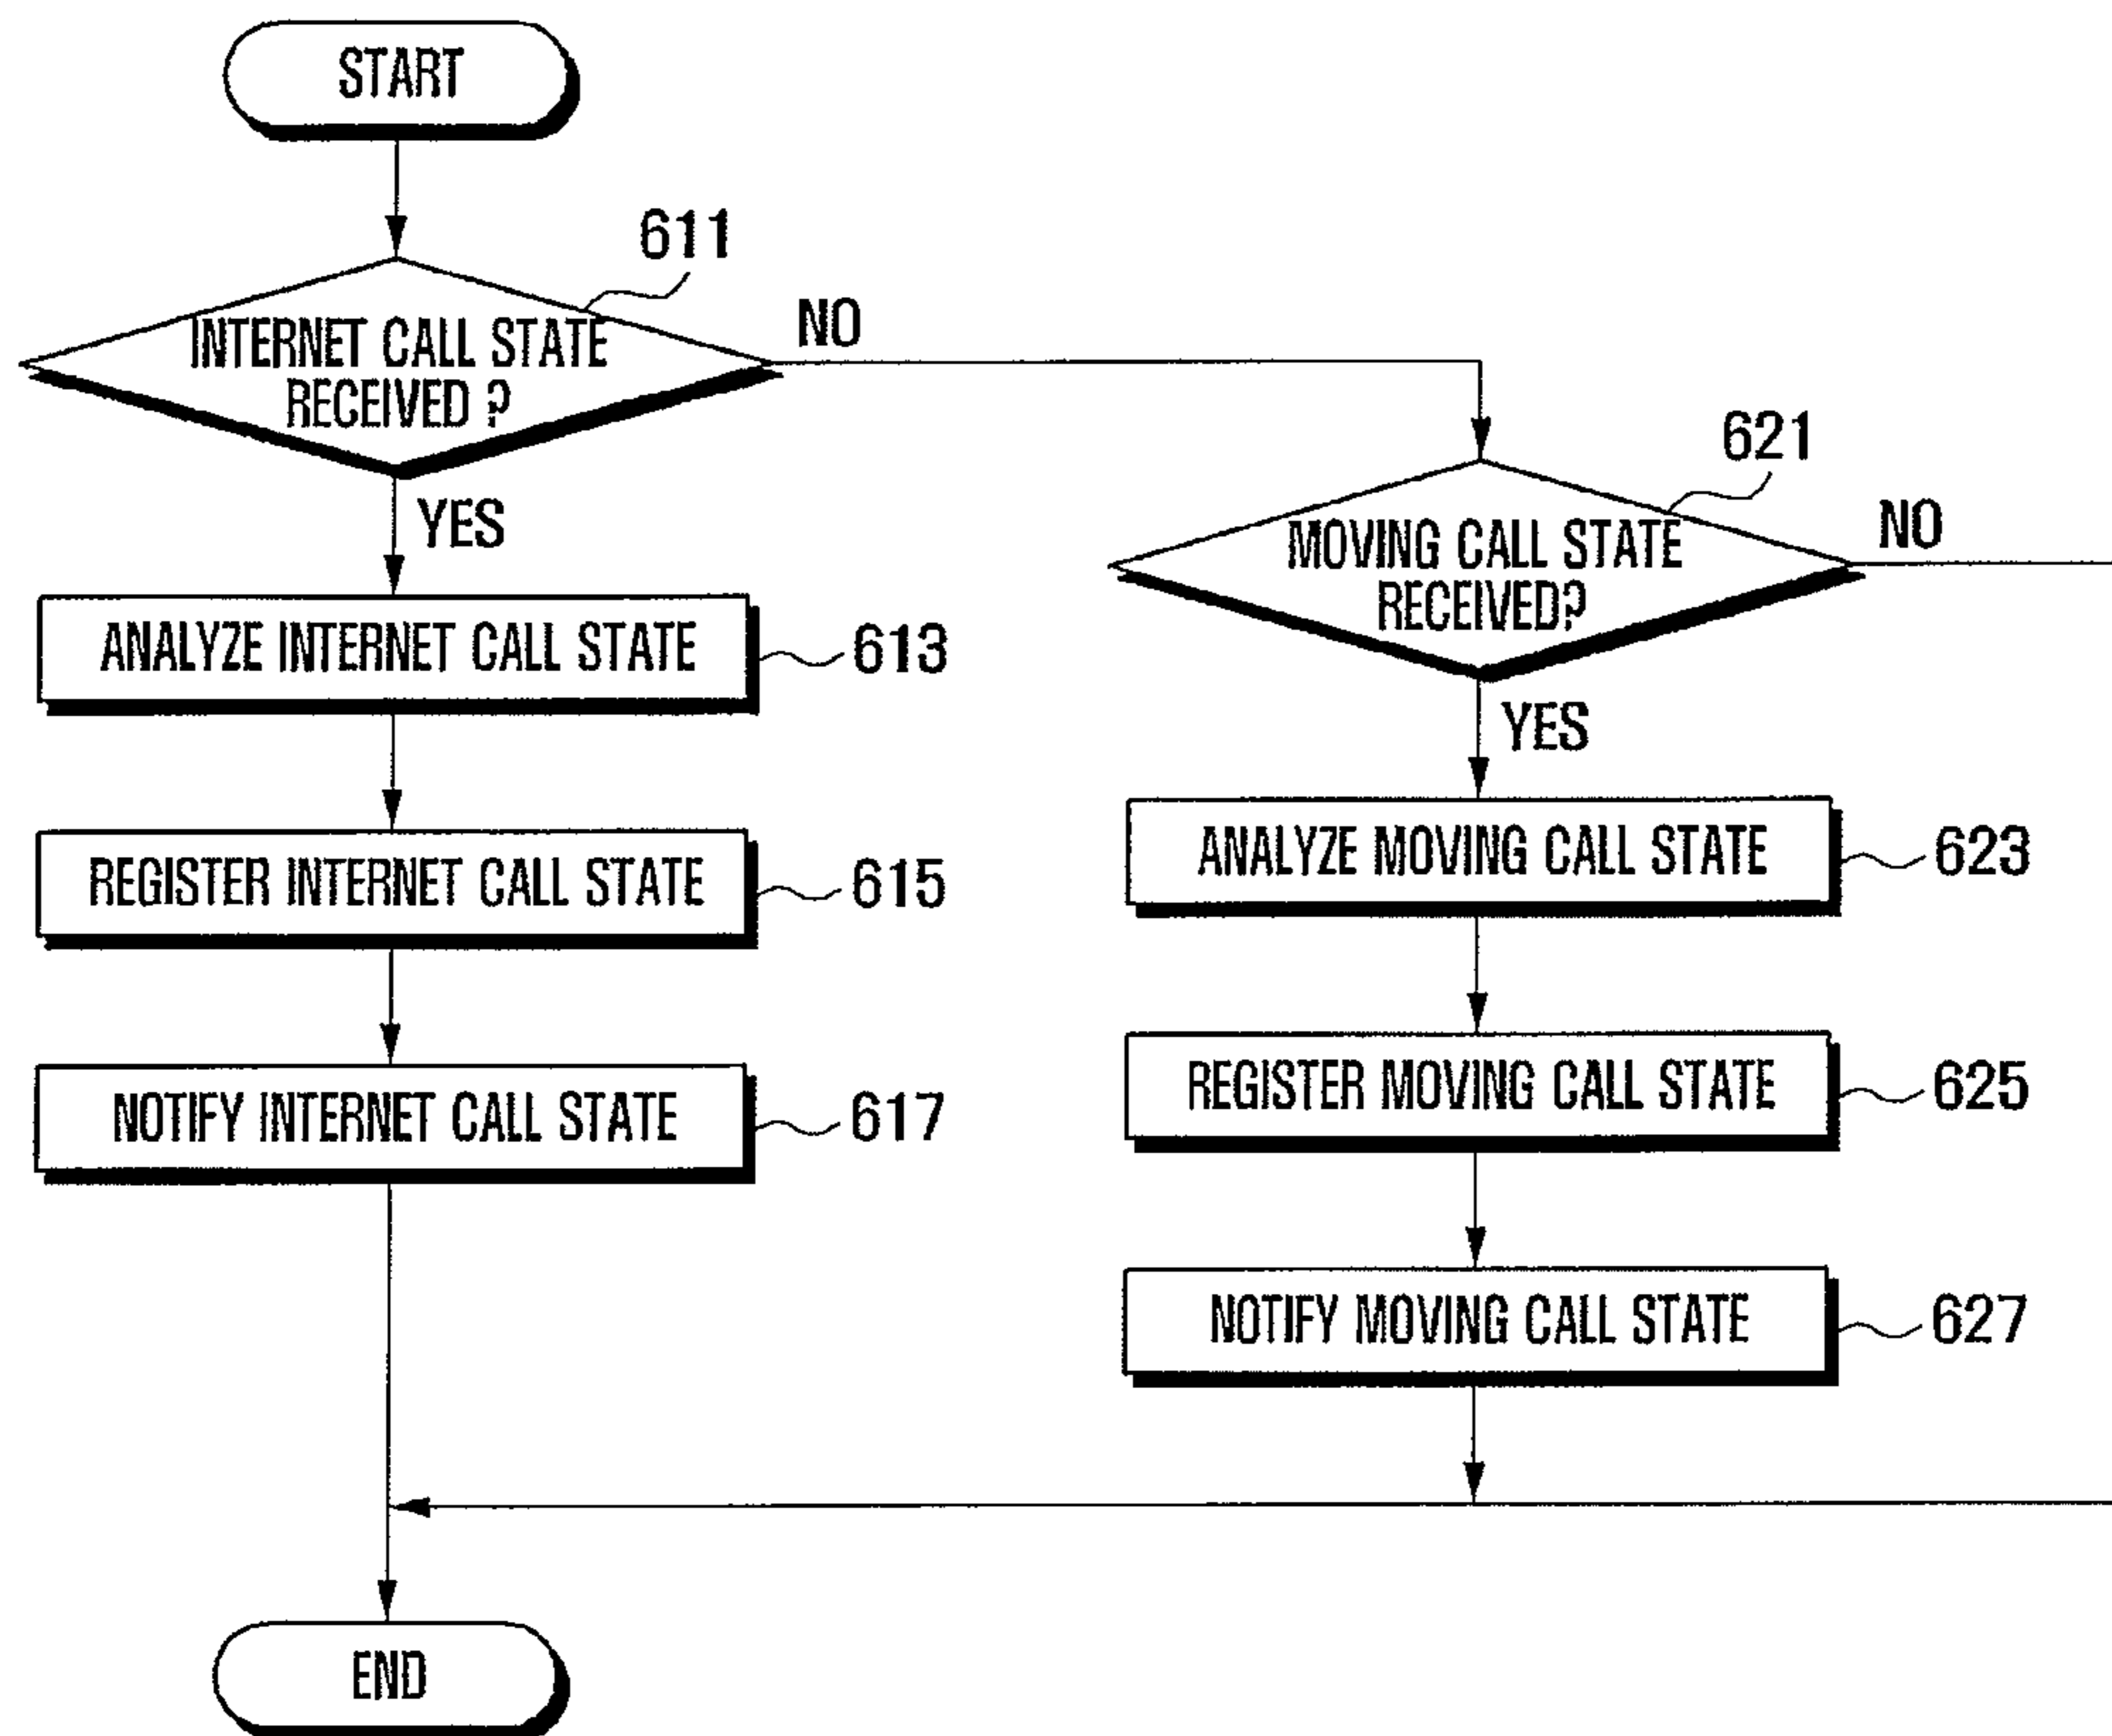 START
611
INTERNET CALL STATE
RECEIVED ?
NO
YES
ANALYZE INTERNET CALL STATE
613
REGISTER INTERNET CALL STATE
615
NOTIFY INTERNET CALL STATE
617
621
MOVING CALL STATE
RECEIVED?
NO
YES
ANALYZE MOVING CALL STATE
623
REGISTER MOVING CALL STATE
625
NOTIFY MOVING CALL STATE
627
END